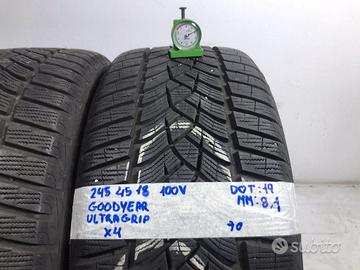 245 45 18 100V
GOODYEAR
ULTRAGRIP
X4
DOT:19
MM:8.1
70
subito